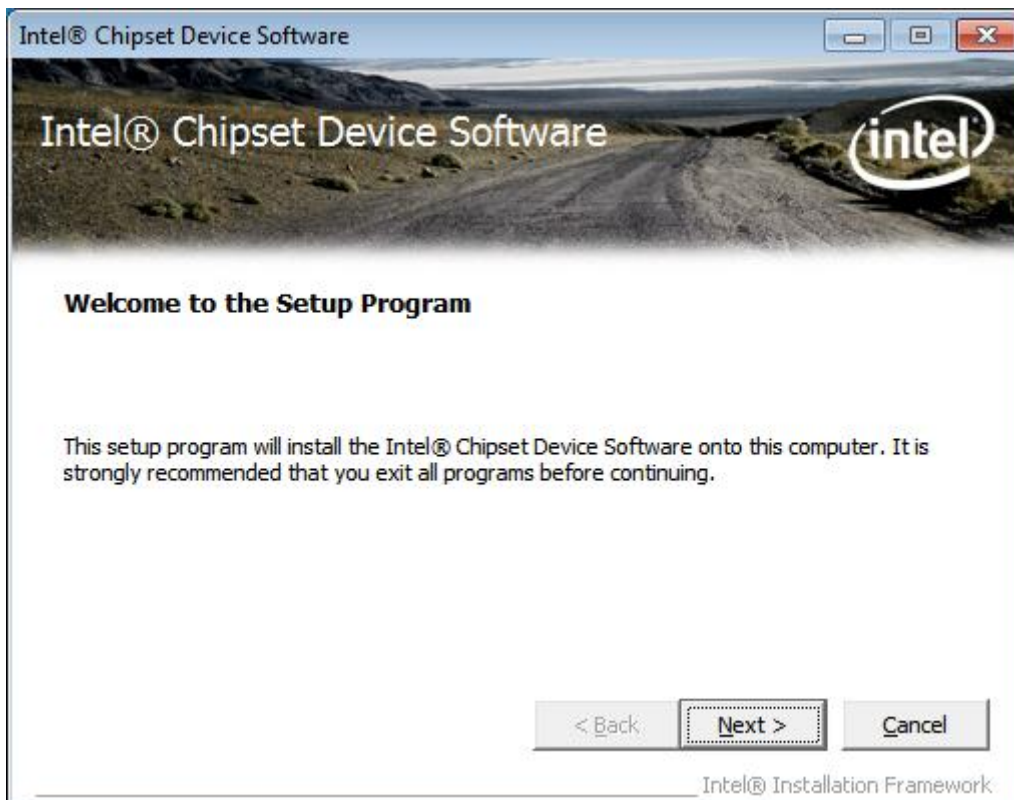 Intel® Chipset Device Software
Intel® Chipset Device Software
intel
Welcome to the Setup Program
This setup program will install the Intel® Chipset Device Software onto this computer. It is
strongly recommended that you exit all programs before continuing.
< Back Next > Cancel
Intel® Installation Framework